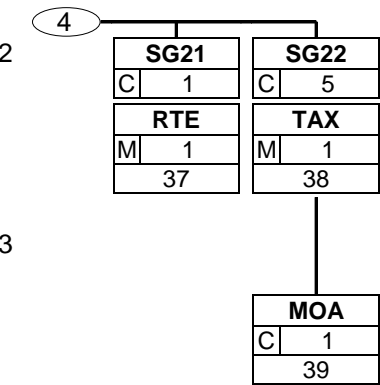 4
2
SG21 SG22
C 1 C 5
RTE TAX
M 1 M 1
37 38
3
MOA
C 1
39